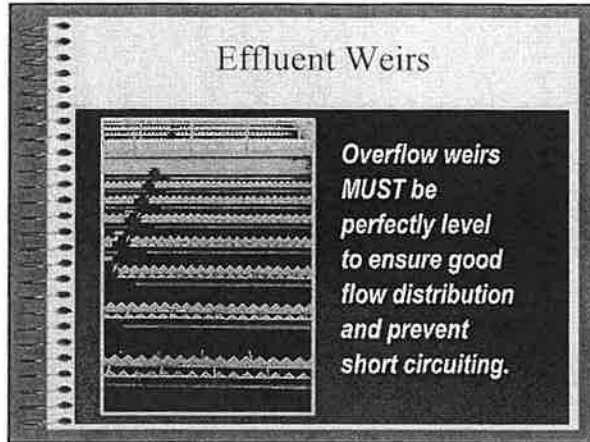 Effluent Weirs
Overflow weirs
MUST be
perfectly level
to ensure good
flow distribution
and prevent
short circuiting.